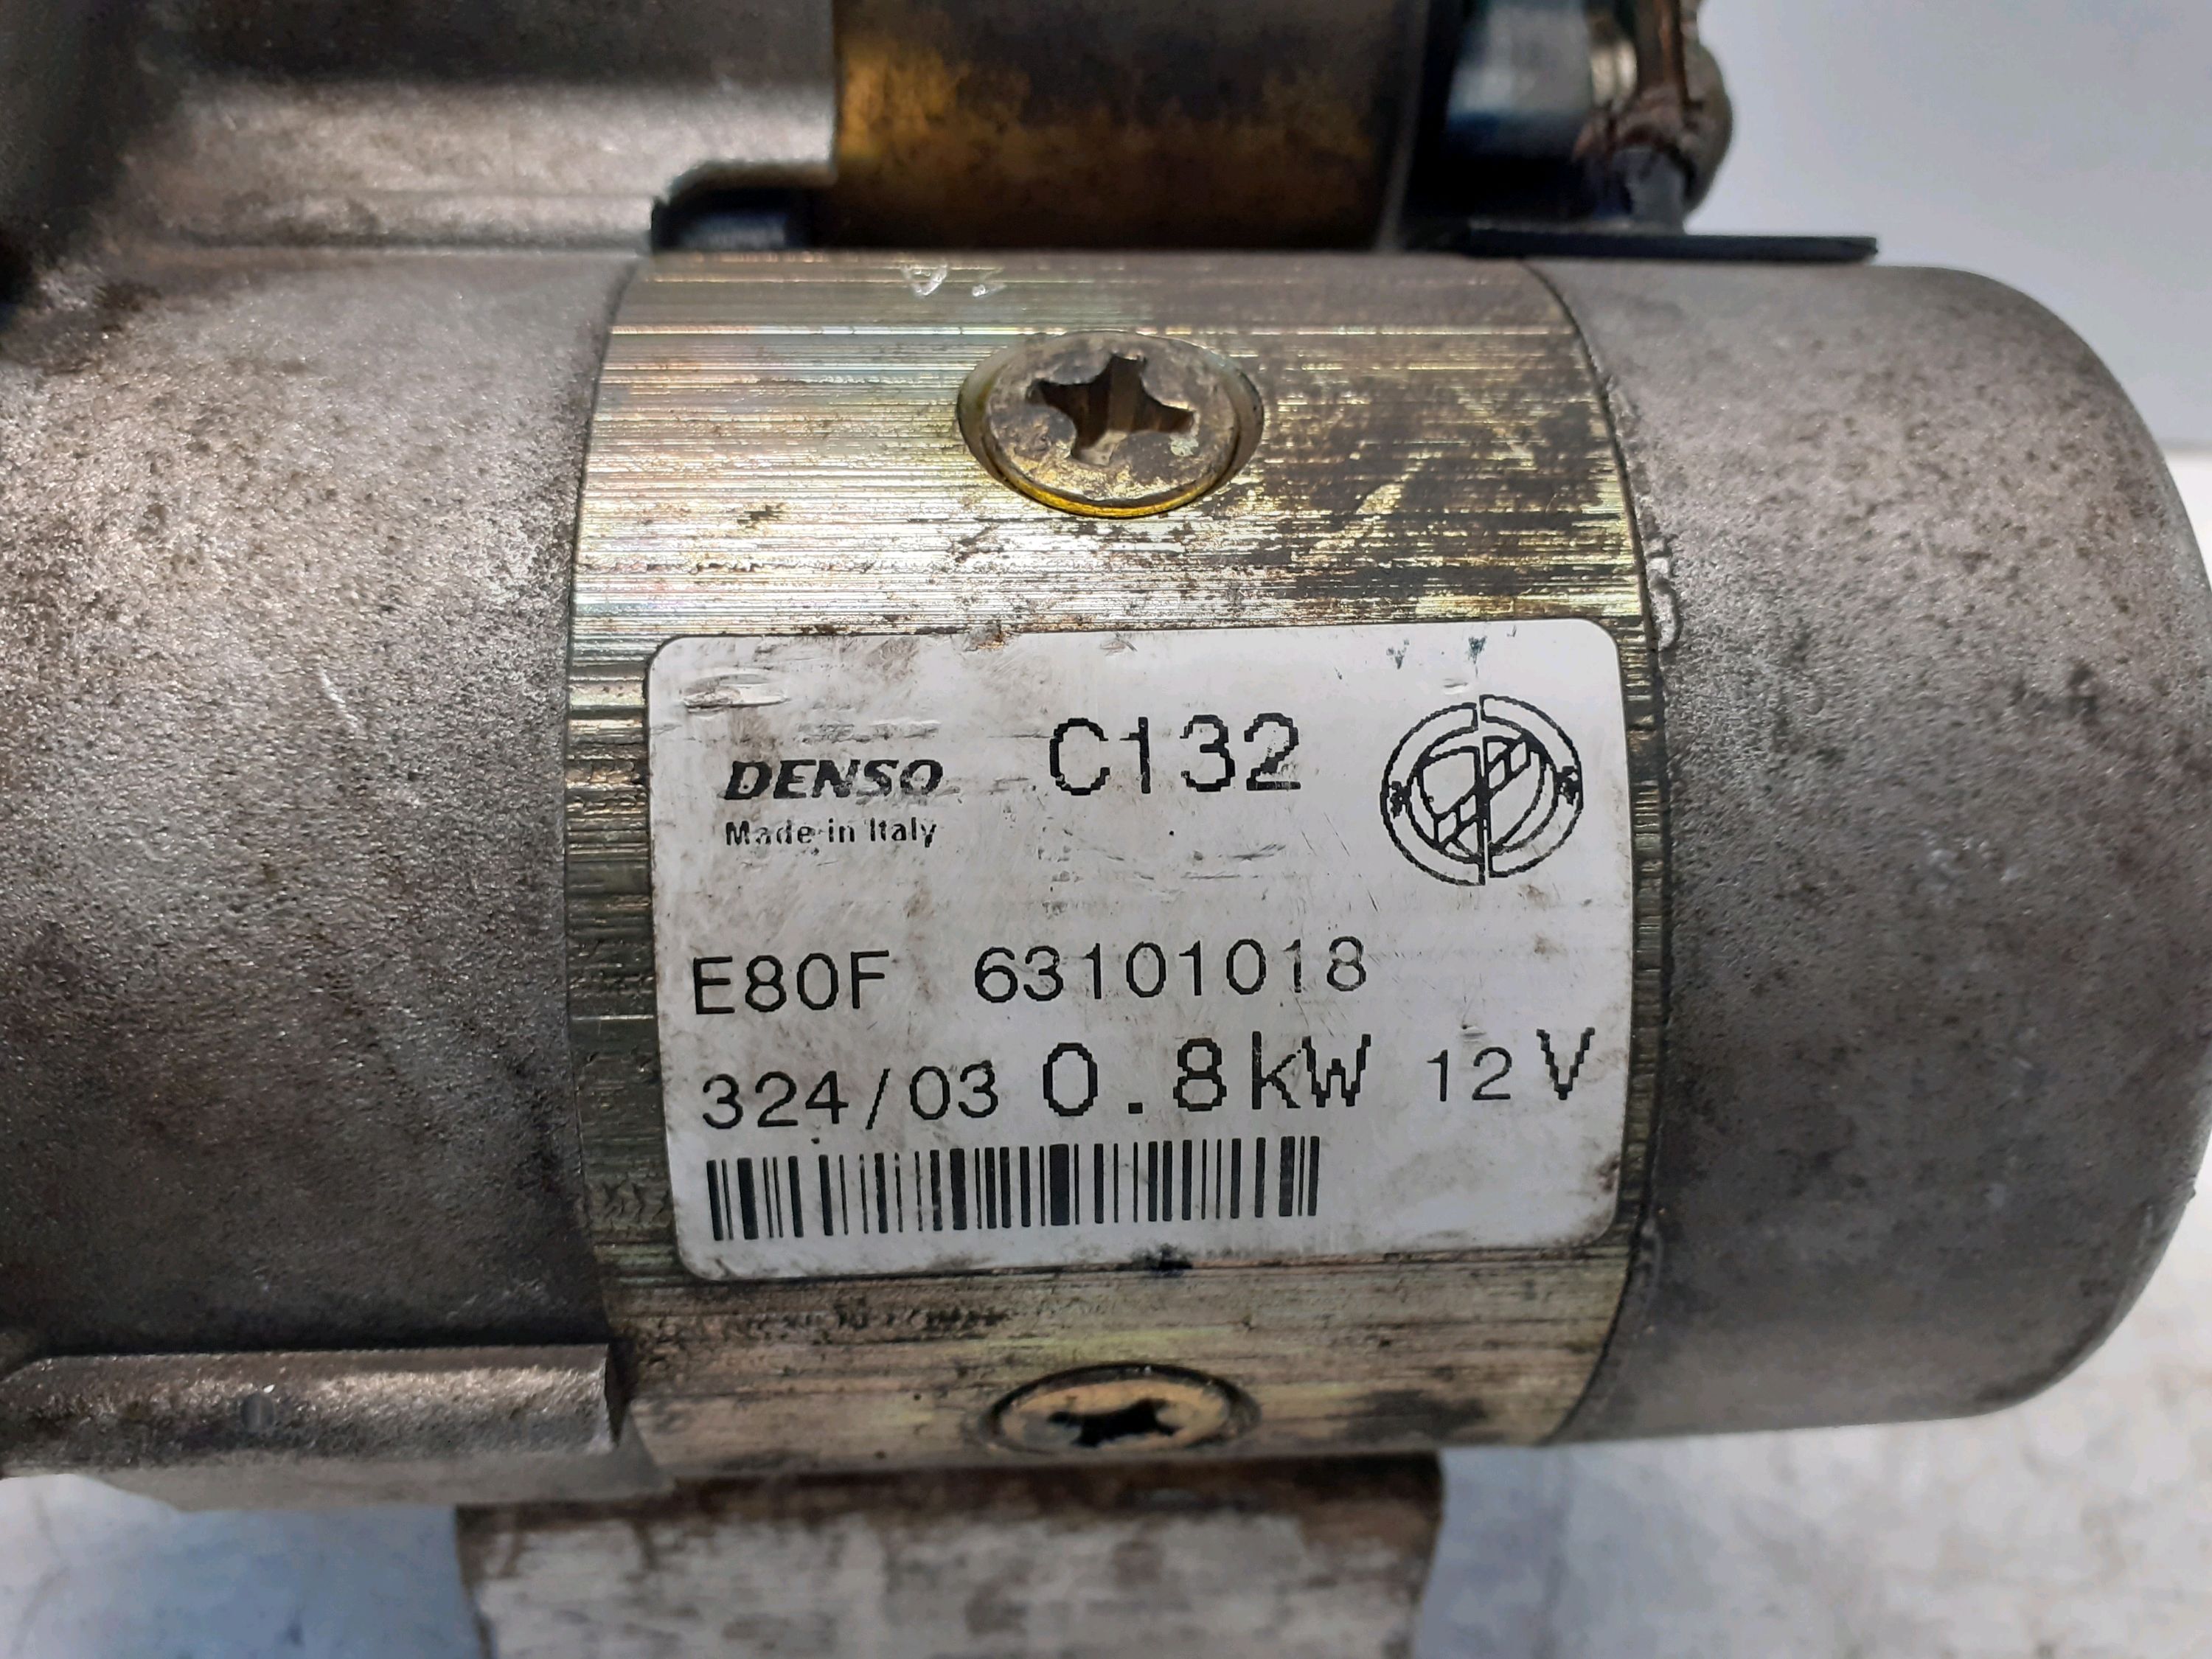 DENSO C132
Made in Italy
E80F 63101018
324/03 0.8kW 12V